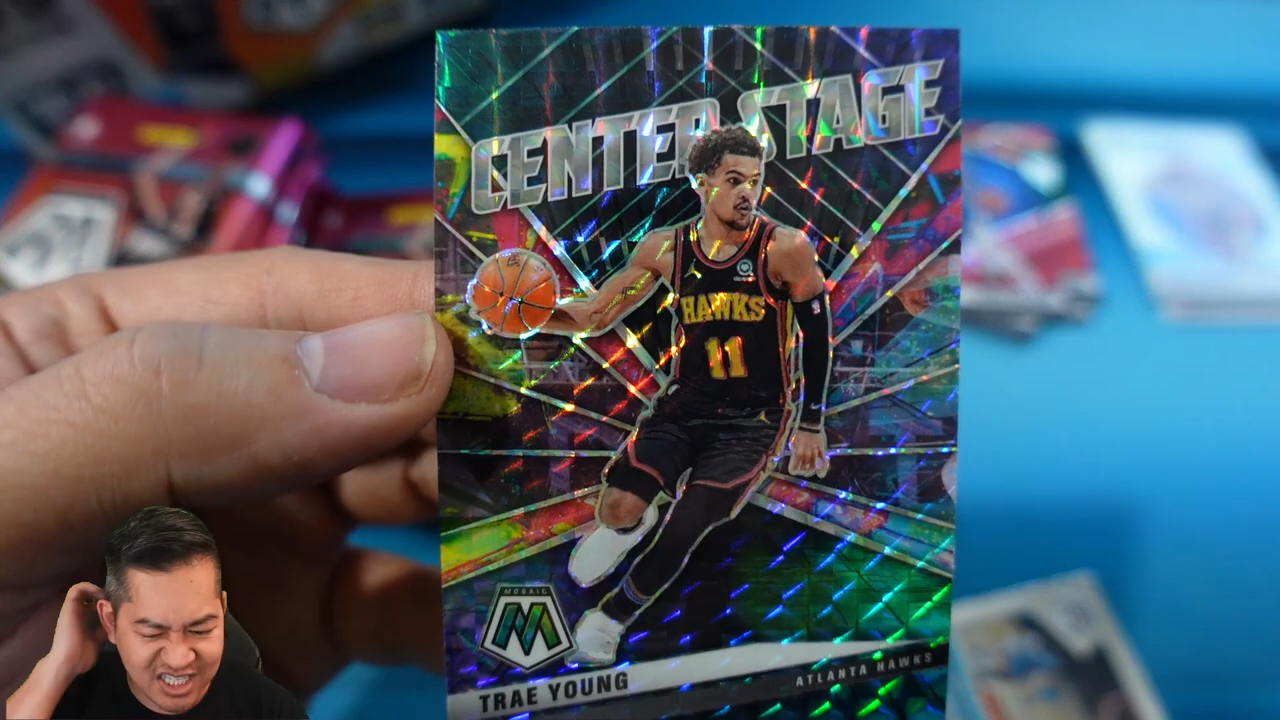 CENTER STAGE
HAWKS
11
MOSAIC
TRAE YOUNG
ATLANTA HAWKS